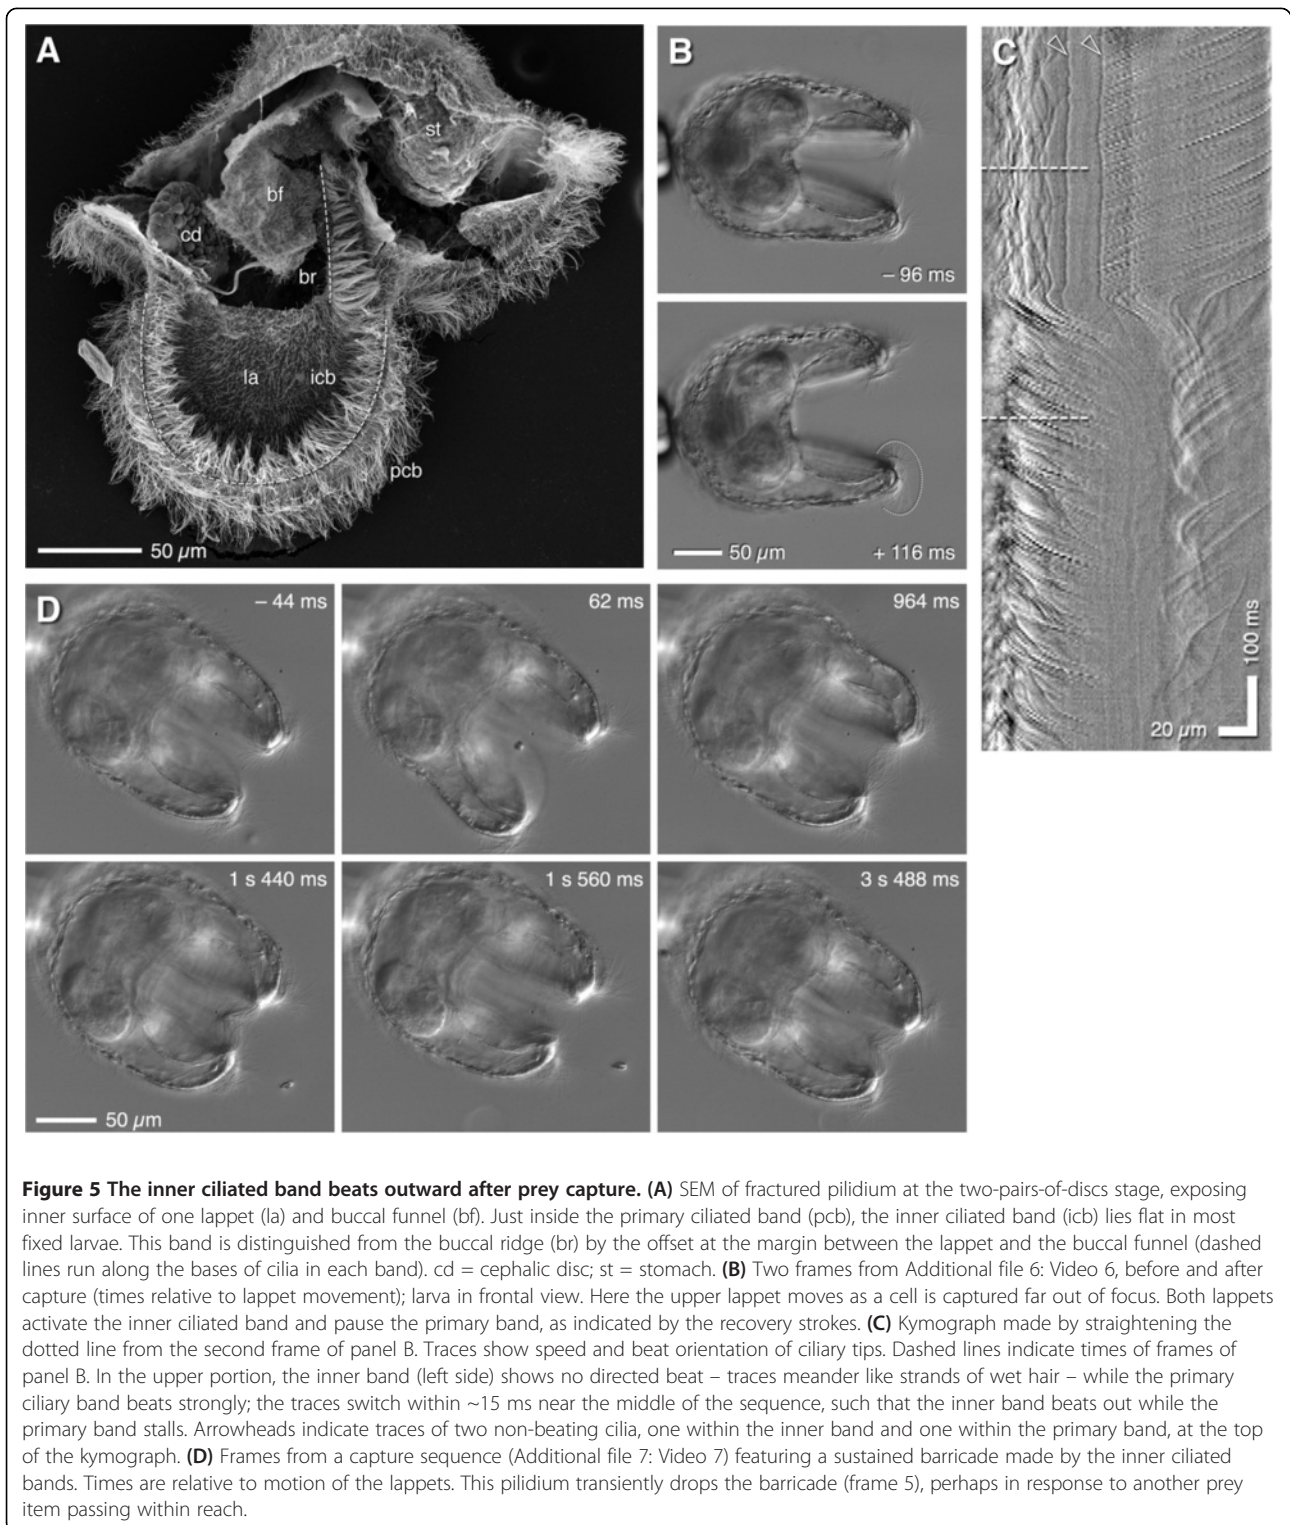 A
st
bf
cd
br
la
icb
pcb
50 µm
B
– 96 ms
50 µm
+ 116 ms
C
100 ms
20 µm
D
– 44 ms
62 ms
964 ms
1 s 440 ms
1 s 560 ms
3 s 488 ms
50 µm
Figure 5 The inner ciliated band beats outward after prey capture. (A) SEM of fractured pilidium at the two-pairs-of-discs stage, exposing
inner surface of one lappet (la) and buccal funnel (bf). Just inside the primary ciliated band (pcb), the inner ciliated band (icb) lies flat in most
fixed larvae. This band is distinguished from the buccal ridge (br) by the offset at the margin between the lappet and the buccal funnel (dashed
lines run along the bases of cilia in each band). cd = cephalic disc; st = stomach. (B) Two frames from Additional file 6: Video 6, before and after
capture (times relative to lappet movement); larva in frontal view. Here the upper lappet moves as a cell is captured far out of focus. Both lappets
activate the inner ciliated band and pause the primary band, as indicated by the recovery strokes. (C) Kymograph made by straightening the
dotted line from the second frame of panel B. Traces show speed and beat orientation of ciliary tips. Dashed lines indicate times of frames of
panel B. In the upper portion, the inner band (left side) shows no directed beat – traces meander like strands of wet hair – while the primary
ciliary band beats strongly; the traces switch within ~15 ms near the middle of the sequence, such that the inner band beats out while the
primary band stalls. Arrowheads indicate traces of two non-beating cilia, one within the inner band and one within the primary band, at the top
of the kymograph. (D) Frames from a capture sequence (Additional file 7: Video 7) featuring a sustained barricade made by the inner ciliated
bands. Times are relative to motion of the lappets. This pilidium transiently drops the barricade (frame 5), perhaps in response to another prey
item passing within reach.